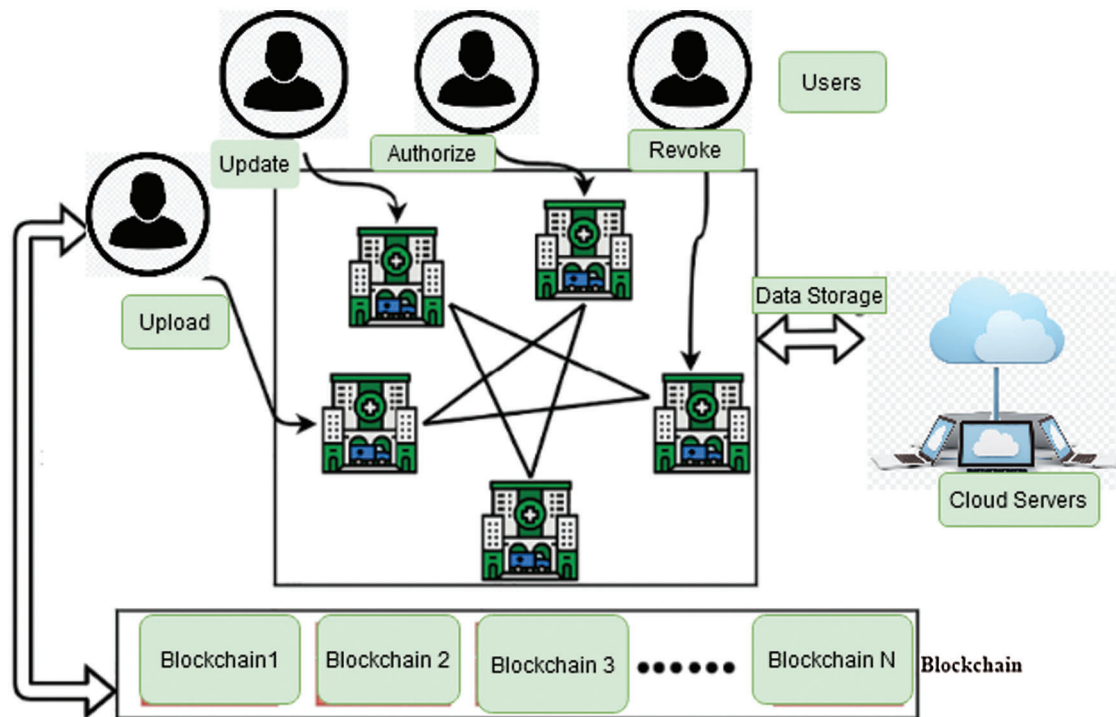 Users
Update
Authorize
Revoke
Upload
Data Storage
Cloud Servers
Blockchain1
Blockchain 2
Blockchain 3
Blockchain N
Blockchain